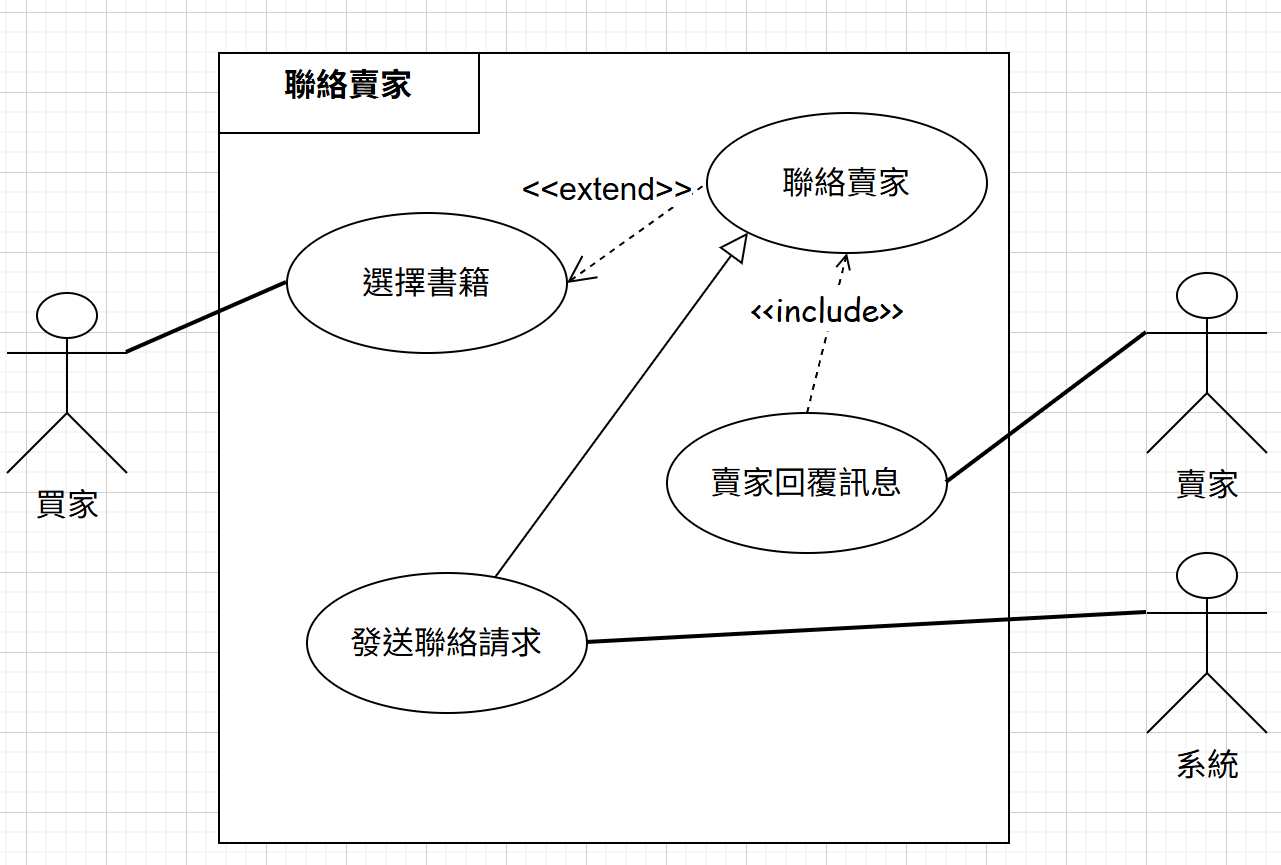 聯絡賣家
聯絡賣家
<<extend>>
選擇書籍
<<include>>
賣家回覆訊息
買家
賣家
發送聯絡請求
系統